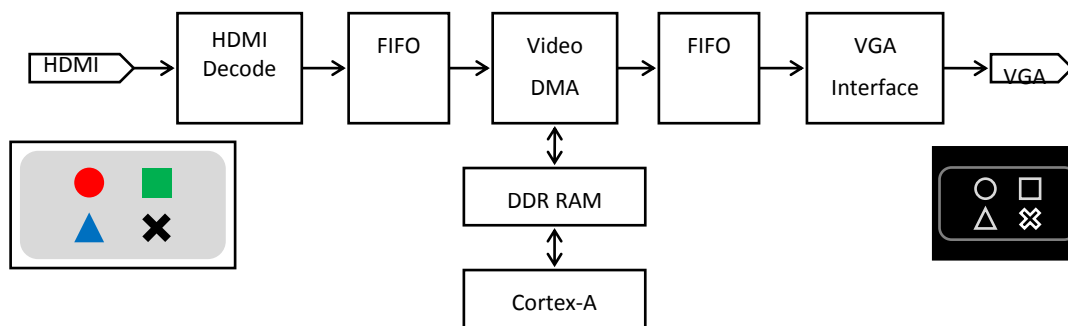 HDMI
HDMI
Decode
FIFO
Video
DMA
FIFO
VGA
Interface
VGA
DDR RAM
Cortex-A